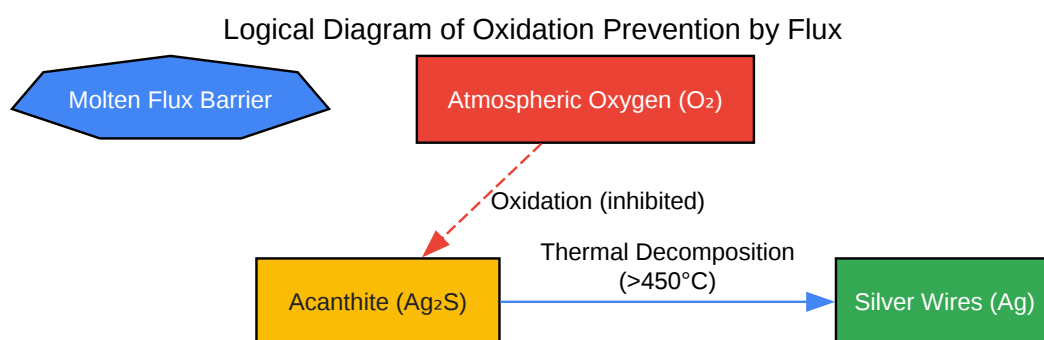 Logical Diagram of Oxidation Prevention by Flux
Molten Flux Barrier
Atmospheric Oxygen (O₂)
Oxidation (inhibited)
Thermal Decomposition
(>450°C)
Acanthite (Ag₂S)
Silver Wires (Ag)